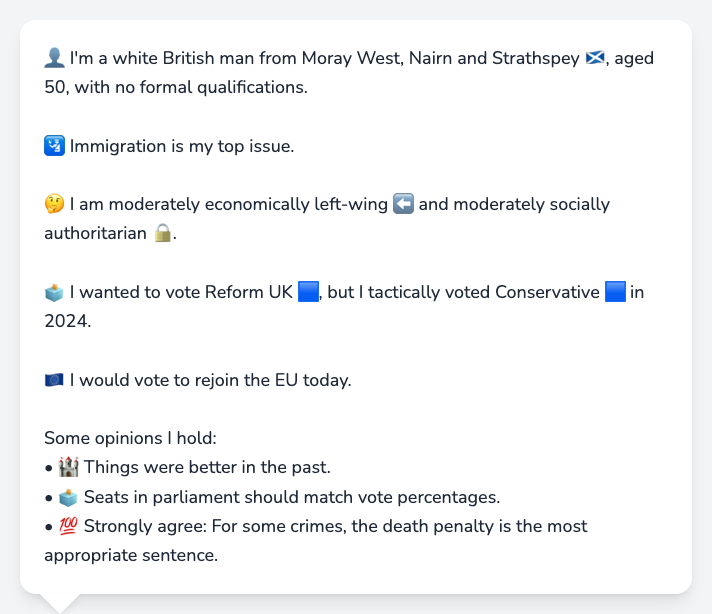 👤 I'm a white British man from Moray West, Nairn and Strathspey 🏴󠁧󠁢󠁳󠁣󠁴󠁿, aged
50, with no formal qualifications.
🛂 Immigration is my top issue.
🤔 I am moderately economically left-wing ⬅️ and moderately socially
authoritarian 🔒.
🗳️ I wanted to vote Reform UK 🟦, but I tactically voted Conservative 🟦 in
2024.
🇪🇺 I would vote to rejoin the EU today.
Some opinions I hold:
• 🏰 Things were better in the past.
• 🗳️ Seats in parliament should match vote percentages.
• 💯 Strongly agree: For some crimes, the death penalty is the most
appropriate sentence.